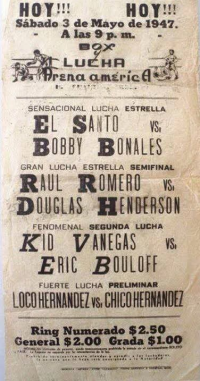 HOY!!! HOY!!!
Sábado 3 de Mayo de 1947.
A las 9 p. m.
BOX
y
LUCHA
Arena américa
SENSACIONAL LUCHA ESTRELLA
EL SANTO VS.
BOBBY BONALES
GRAN LUCHA ESTRELLA SEMIFINAL
RAUL ROMERO VS.
DOUGLAS HENDERSON
FENOMENAL SEGUNDA LUCHA
KID VANEGAS VS.
ERIC BOULOFF
FUERTE LUCHA PRELIMINAR
LOCO HERNANDEZ VS. CHICO HERNANDEZ
Ring Numerado $2.50
General $2.00 Grada $1.00